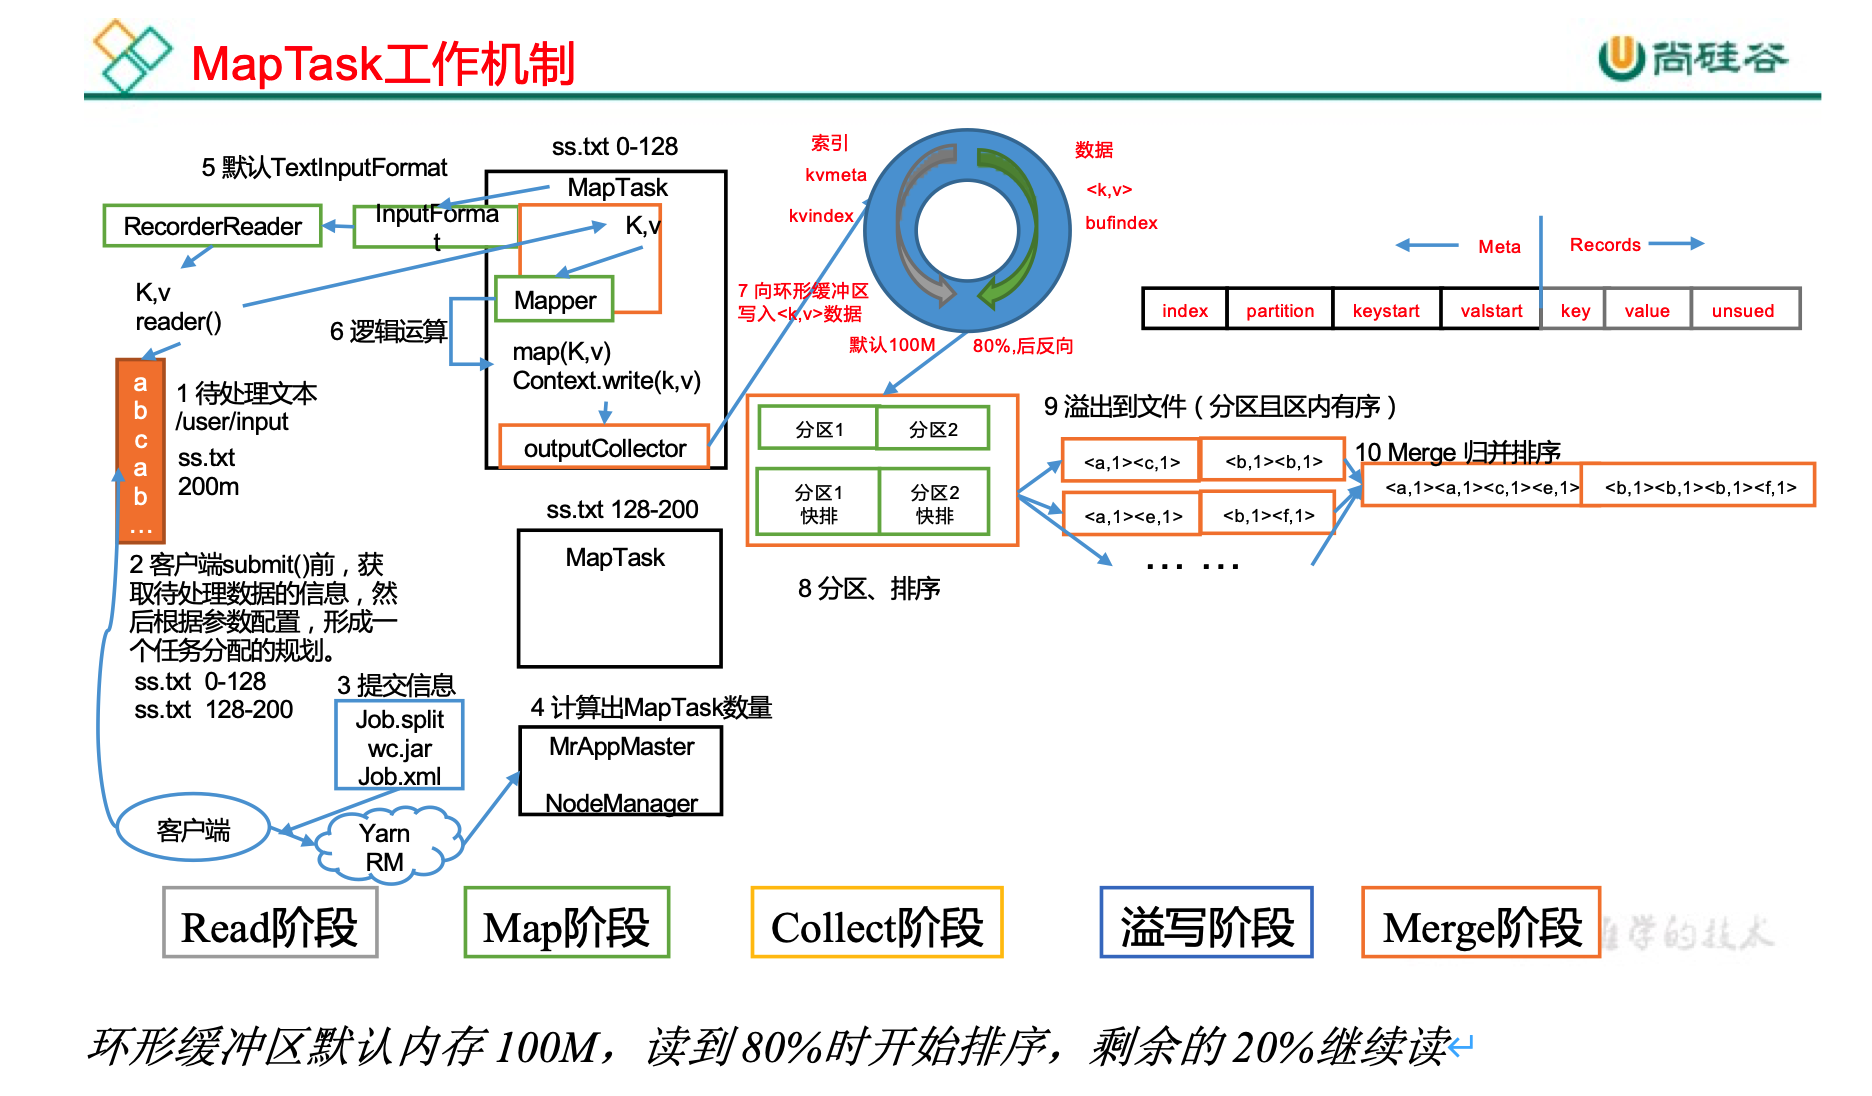 MapTask工作机制
尚硅谷
5 默认TextInputFormat
RecorderReader
InputForma
t
K,v
reader()
ss.txt 0-128
MapTask
K,v
Mapper
6 逻辑运算
map(K,v)
Context.write(k,v)
outputCollector
a
b
c
a
b
...
1 待处理文本
/user/input
ss.txt
200m
2 客户端submit()前，获
取待处理数据的信息，然
后根据参数配置，形成一
个任务分配的规划。
ss.txt 0-128
ss.txt 128-200
3 提交信息
Job.split
wc.jar
Job.xml
客户端
Yarn
RM
ss.txt 128-200
MapTask
4 计算出MapTask数量
MrAppMaster
NodeManager
索引
kvmeta
kvindex
数据
<k,v>
bufindex
7 向环形缓冲区
写入<k,v>数据
默认100M
80%,后反向
Meta
Records
index partition keystart valstart key value unsued
分区1 分区2
分区1
快排
分区2
快排
8 分区、排序
9 溢出到文件（分区且区内有序）
<a,1><c,1> <b,1><b,1>
<a,1><e,1> <b,1><f,1>
... ...
10 Merge 归并排序
<a,1><a,1><c,1><e,1> <b,1><b,1><b,1><f,1>
Read阶段
Map阶段
Collect阶段
溢写阶段
Merge阶段
学的技术
环形缓冲区默认内存 100M，读到 80%时开始排序，剩余的 20%继续读↵